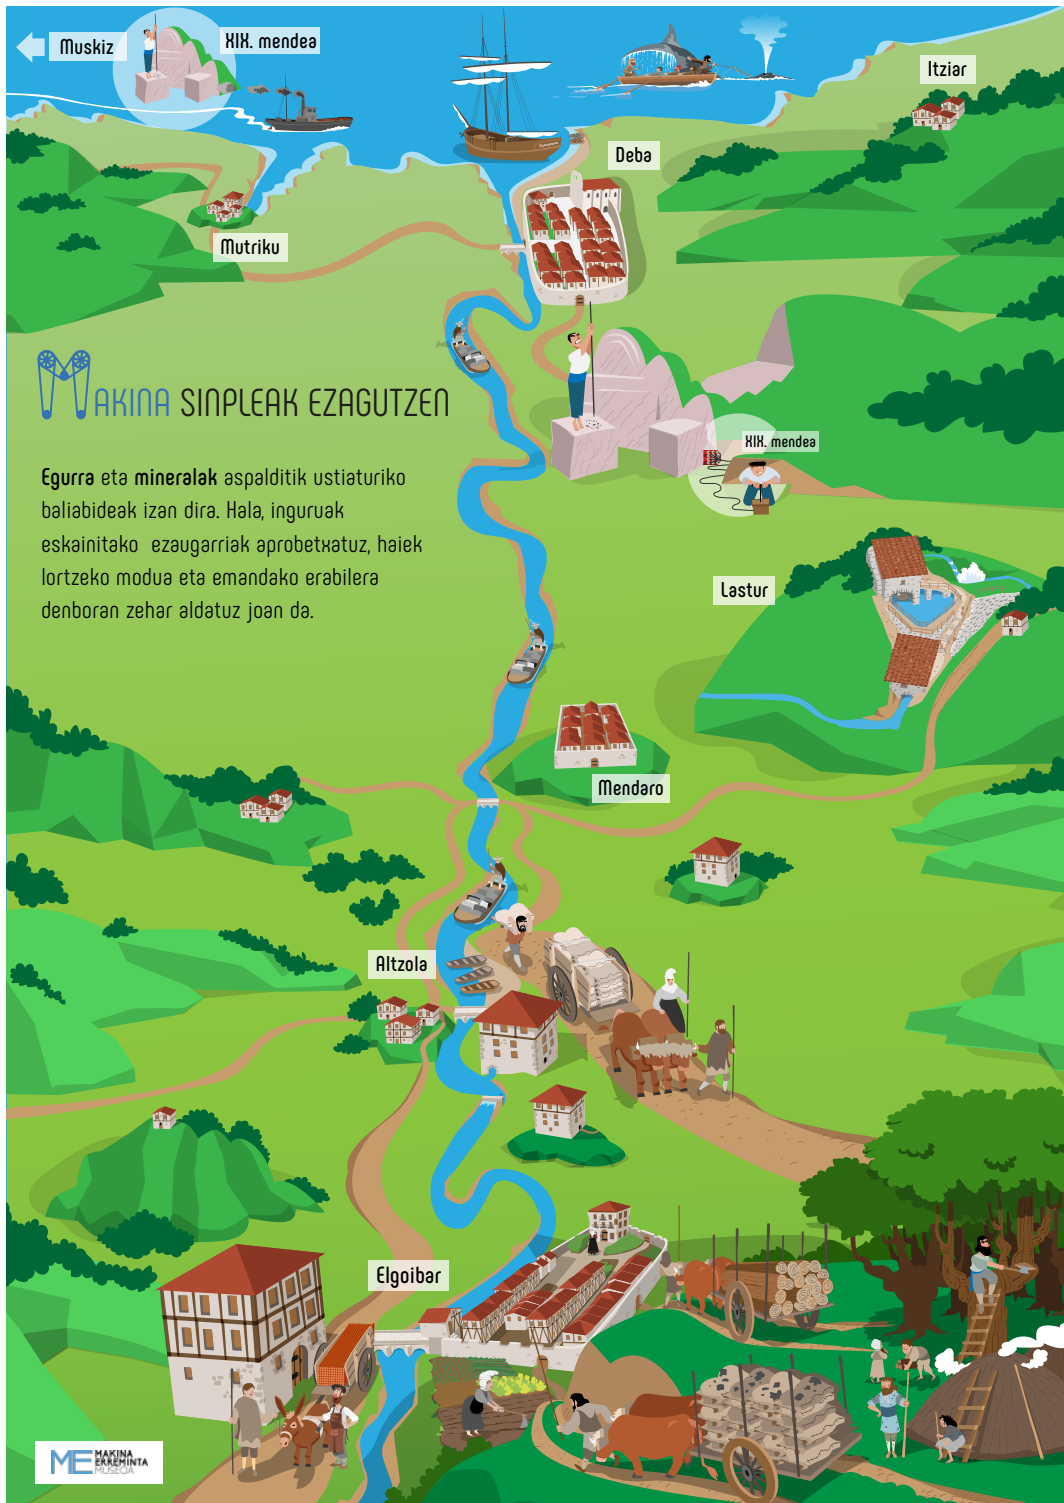 Muskiz
XIX. mendea
Itziar
Deba
Mutriku
MAKINA SINPLEAK EZAGUTZEN
XIX. mendea
Egurra eta mineralak aspalditik ustiaturiko
baliabideak izan dira. Hala, inguruak
eskainitako ezaugarriak aprobetxatuz, haiek
lortzeko modua eta emandako erabilera
denboran zehar aldatuz joan da.
Lastur
Mendaro
Altzola
Elgoibar
ME MAKINA
ERREMINTA
MUSEOA